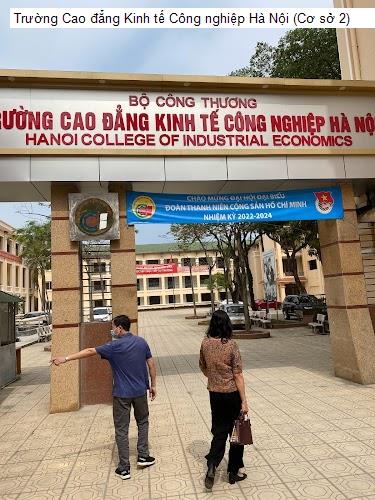 Trường Cao đẳng Kinh tế Công nghiệp Hà Nội (Cơ sở 2)
BỘ CÔNG THƯƠNG
RƯỜNG CAO ĐẲNG KINH TẾ CÔNG NGHIỆP HÀ NỘ
HANOI COLLEGE OF INDUSTRIAL ECONOMICS
CHÀO MỪNG ĐẠI HỘI ĐẠI BIỂU
ĐOÀN THANH NIÊN CỘNG SẢN HỒ CHÍ MINH
NHIỆM KỲ 2022-2024